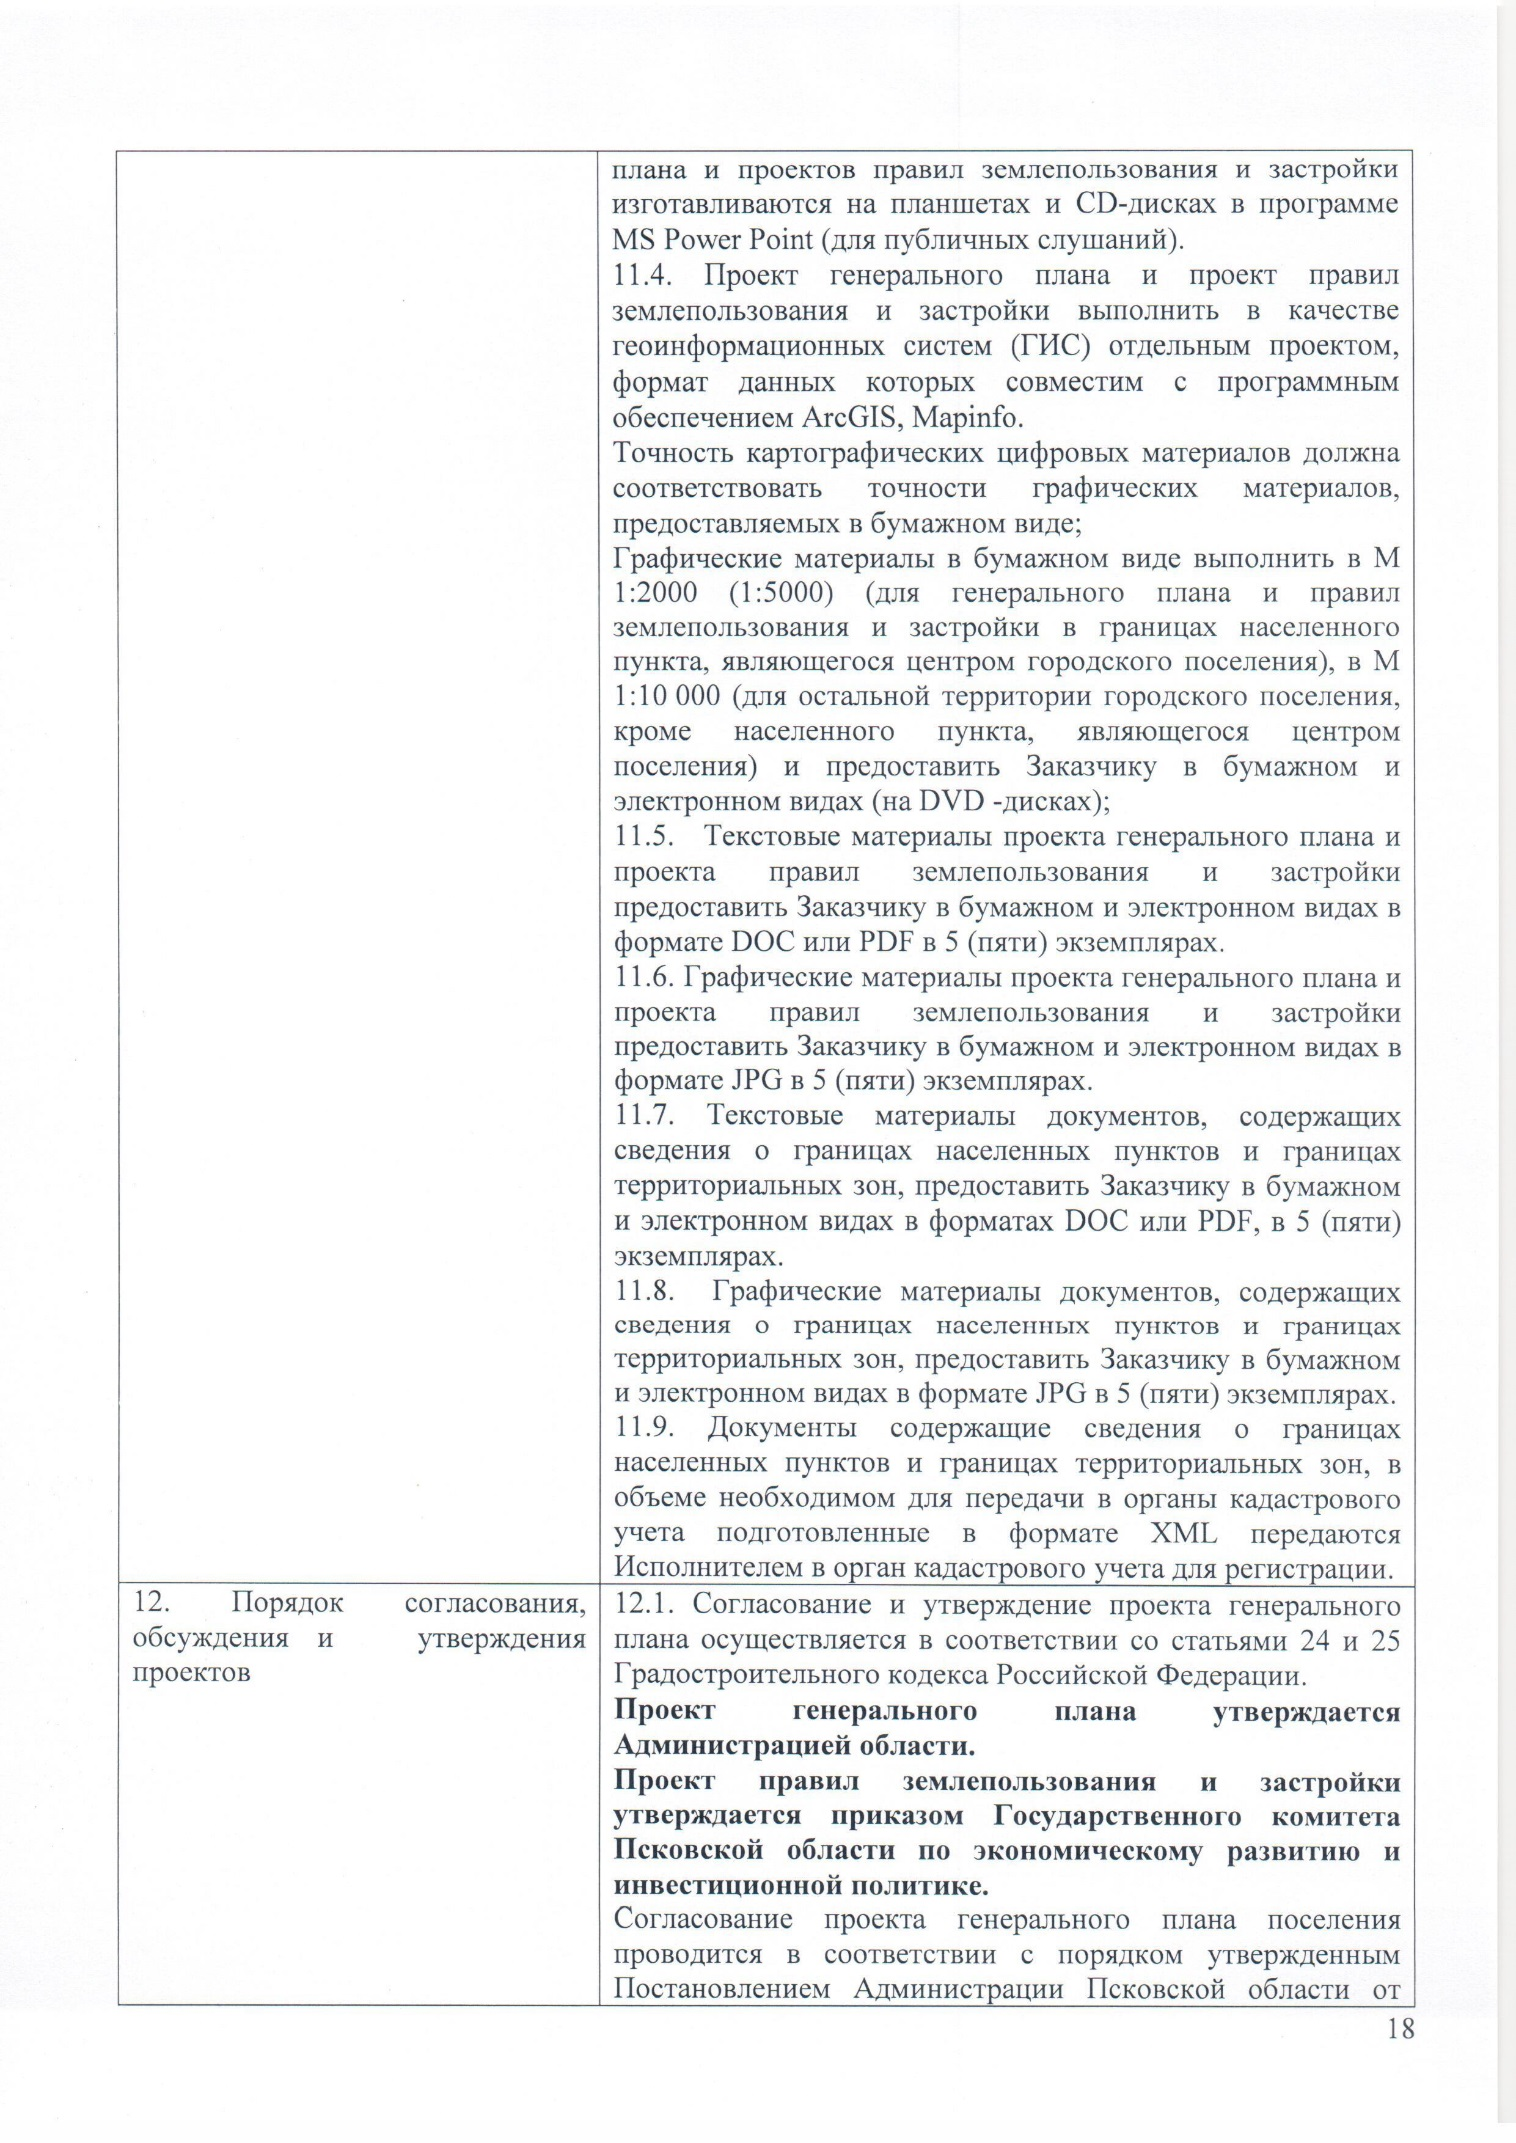 плана и проектов правил землепользования и застройки
изготавливаются на планшетах и CD-дисках в программе
MS Power Point (для публичных слушаний).
11.4. Проект генерального плана и проект правил
землепользования и застройки выполнить в качестве
геоинформационных систем (ГИС) отдельным проектом,
формат данных которых совместим с программным
обеспечением ArcGIS, Mapinfo.
Точность картографических цифровых материалов должна
соответствовать точности графических материалов,
предоставляемых в бумажном виде;
Графические материалы в бумажном виде выполнить в М
1:2000 (1:5000) (для генерального плана и правил
землепользования и застройки в границах населенного
пункта, являющегося центром городского поселения), в М
1:10 000 (для остальной территории городского поселения,
кроме населенного пункта, являющегося центром
поселения) и предоставить Заказчику в бумажном и
электронном видах (на DVD -дисках);
11.5. Текстовые материалы проекта генерального плана и
проекта правил землепользования и застройки
предоставить Заказчику в бумажном и электронном видах в
формате DOC или PDF в 5 (пяти) экземплярах.
11.6. Графические материалы проекта генерального плана и
проекта правил землепользования и застройки
предоставить Заказчику в бумажном и электронном видах в
формате JPG в 5 (пяти) экземплярах.
11.7. Текстовые материалы документов, содержащих
сведения о границах населенных пунктов и границах
территориальных зон, предоставить Заказчику в бумажном
и электронном видах в форматах DOC или PDF, в 5 (пяти)
экземплярах.
11.8. Графические материалы документов, содержащих
сведения о границах населенных пунктов и границах
территориальных зон, предоставить Заказчику в бумажном
и электронном видах в формате JPG в 5 (пяти) экземплярах.
11.9. Документы содержащие сведения о границах
населенных пунктов и границах территориальных зон, в
объеме необходимом для передачи в органы кадастрового
учета подготовленные в формате XML передаются
Исполнителем в орган кадастрового учета для регистрации.
12. Порядок согласования,
обсуждения и утверждения
проектов
12.1. Согласование и утверждение проекта генерального
плана осуществляется в соответствии со статьями 24 и 25
Градостроительного кодекса Российской Федерации.
Проект генерального плана утверждается
Администрацией области.
Проект правил землепользования и застройки
утверждается приказом Государственного комитета
Псковской области по экономическому развитию и
инвестиционной политике.
Согласование проекта генерального плана поселения
проводится в соответствии с порядком утвержденным
Постановлением Администрации Псковской области от
18